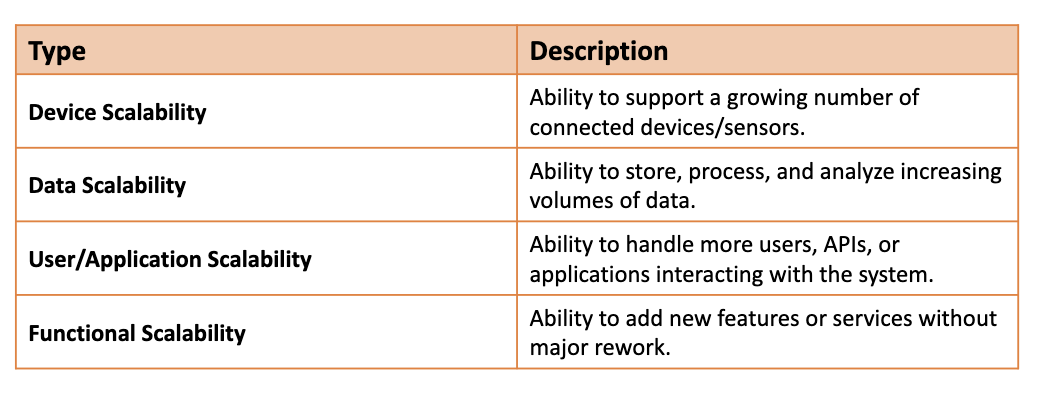 Type
Description
Device Scalability
Ability to support a growing number of
connected devices/sensors.
Data Scalability
Ability to store, process, and analyze increasing
volumes of data.
User/Application Scalability
Ability to handle more users, APIs, or
applications interacting with the system.
Functional Scalability
Ability to add new features or services without
major rework.